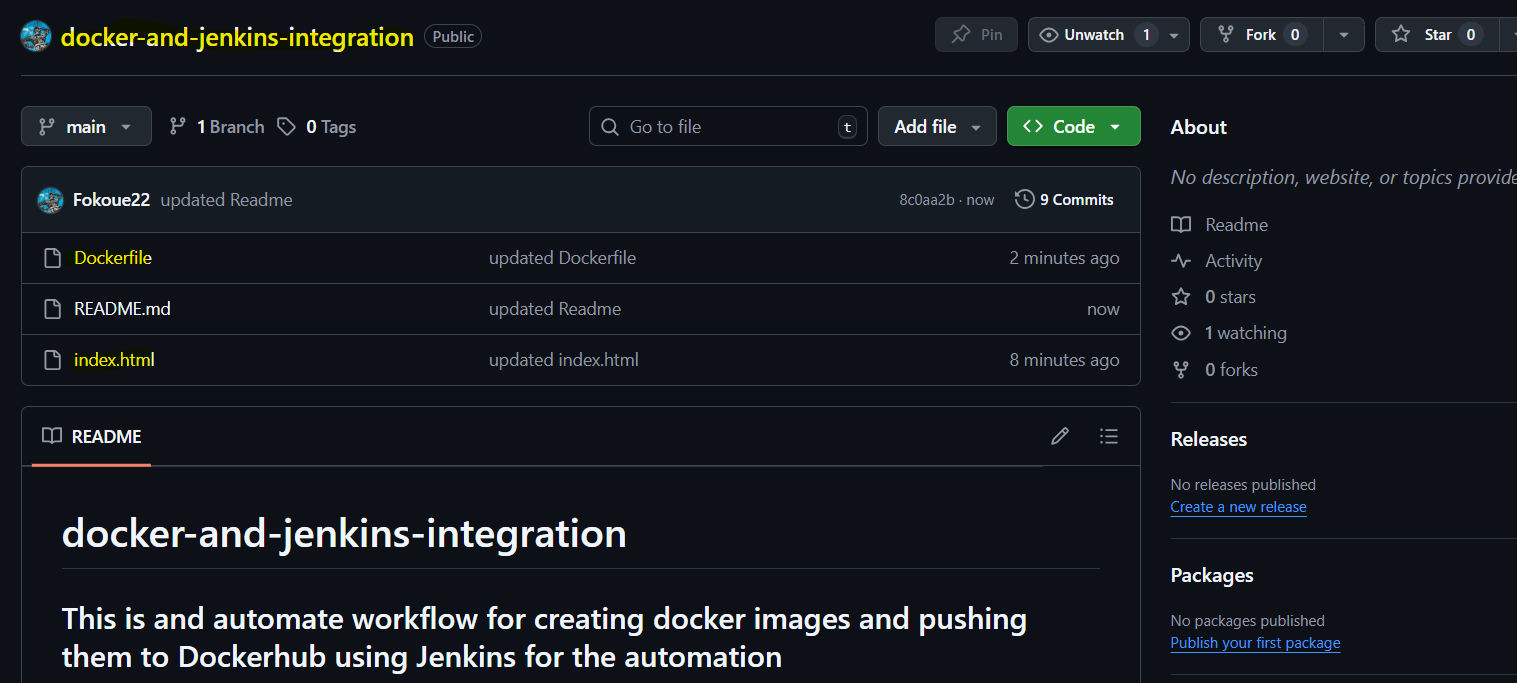 docker-and-jenkins-integration Public Pin Unwatch 1 Fork 0 Star 0
main 1 Branch 0 Tags Go to file t Add file Code
Fokoue22 updated Readme 8c0aa2b · now 9 Commits
Dockerfile updated Dockerfile 2 minutes ago
README.md updated Readme now
index.html updated index.html 8 minutes ago
README
docker-and-jenkins-integration
This is and automate workflow for creating docker images and pushing
them to Dockerhub using Jenkins for the automation
About
No description, website, or topics provide
Readme
Activity
0 stars
1 watching
0 forks
Releases
No releases published
Create a new release
Packages
No packages published
Publish your first package